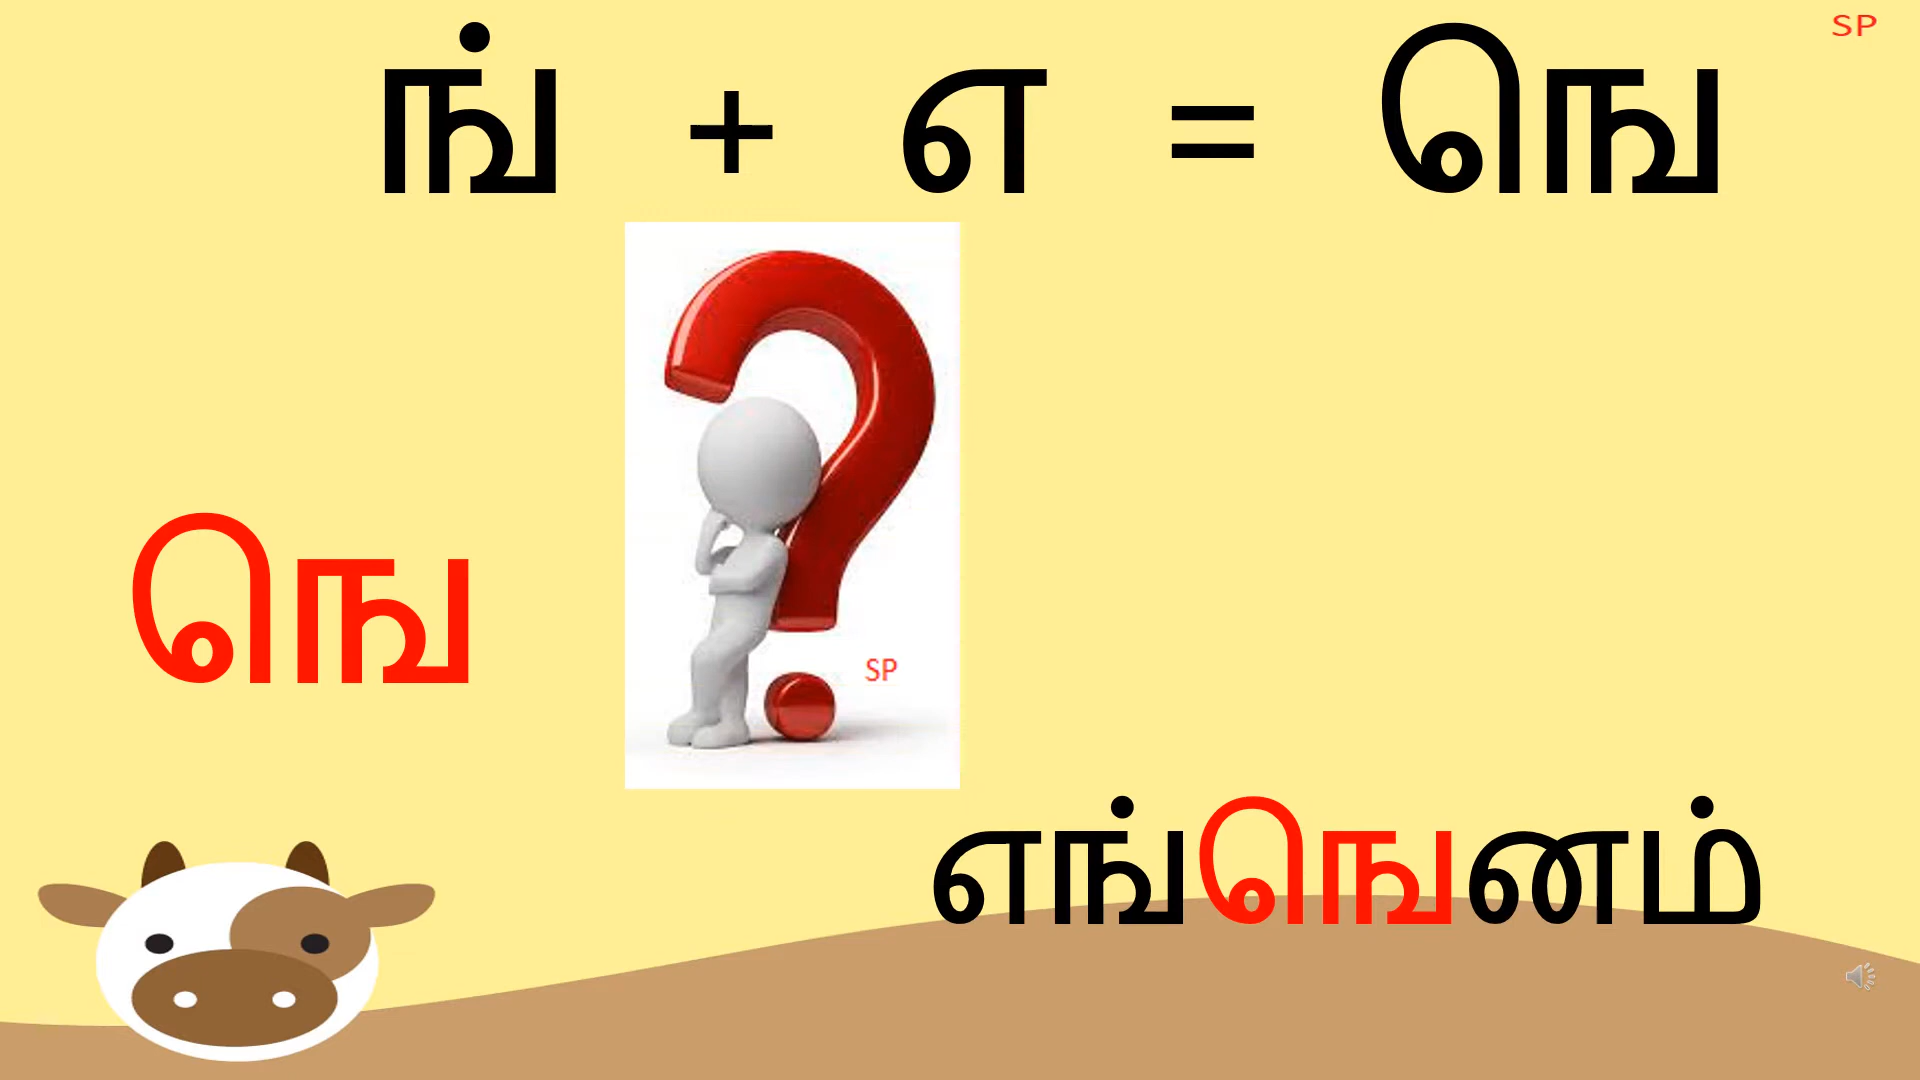 SP
ங் + எ = ஙெ
ஙெ
SP
எங்ஙெனம்